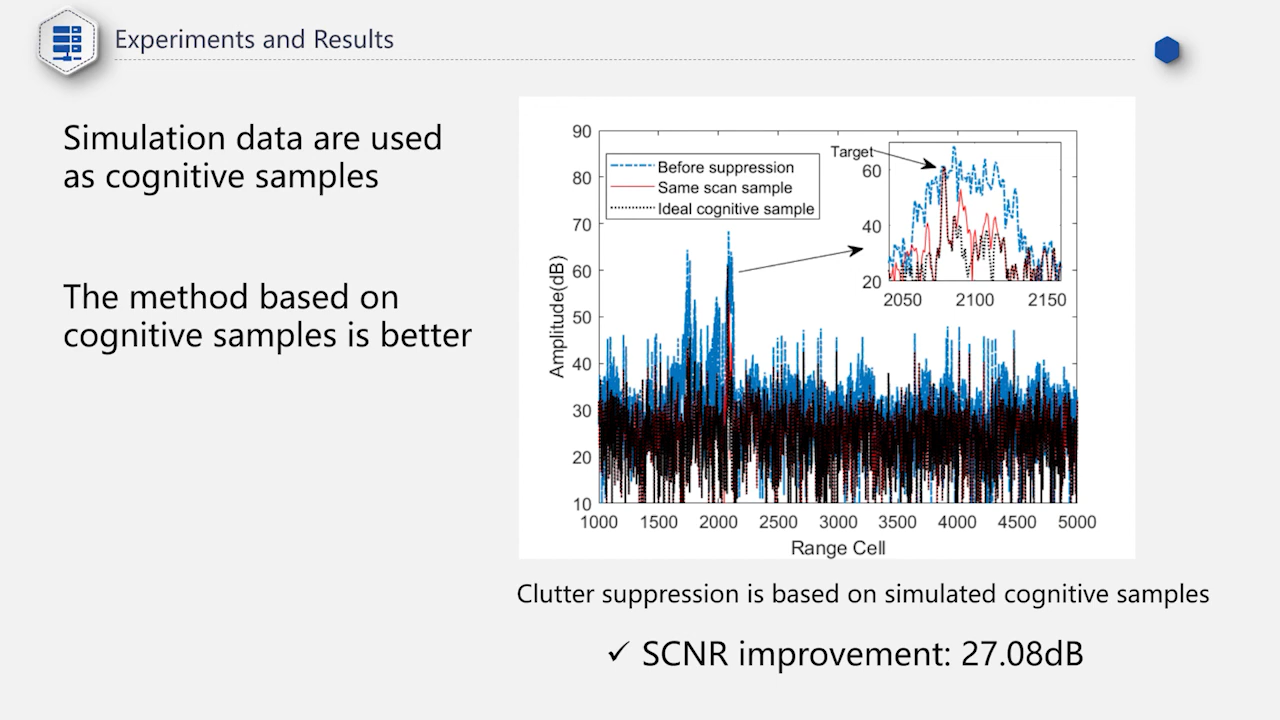 Experiments and Results
Simulation data are used
as cognitive samples
The method based on
cognitive samples is better
90
80
70
60
50
40
30
20
10
Amplitude(dB)
Before suppression
Same scan sample
Ideal cognitive sample
Target
60
40
20
2050 2100 2150
1000 1500 2000 2500 3000 3500 4000 4500 5000
Range Cell
Clutter suppression is based on simulated cognitive samples
✓ SCNR improvement: 27.08dB